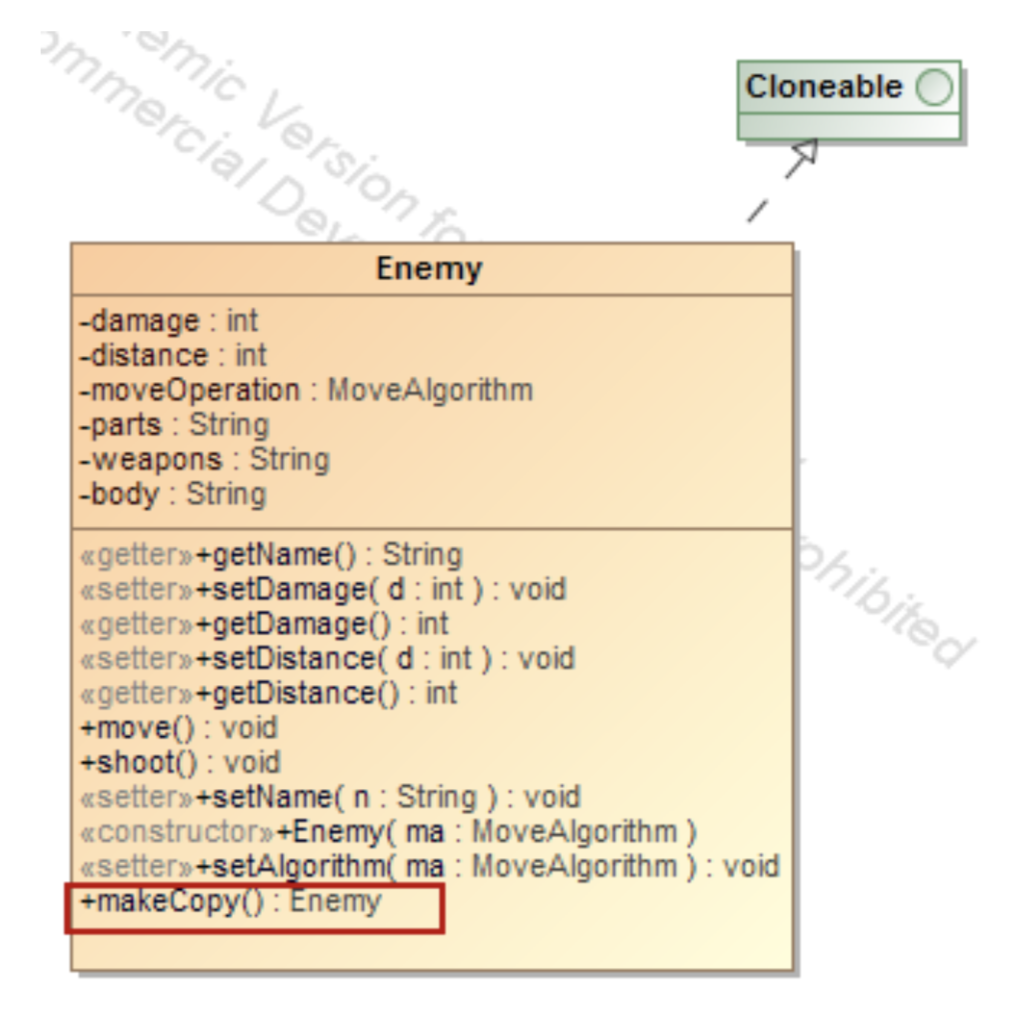 emic Version for
ommercial Dev
Cloneable
Enemy
-damage : int
-distance : int
-moveOperation : MoveAlgorithm
-parts : String
-weapons : String
-body : String
«getter»+getName() : String
«setter»+setDamage( d : int ) : void
«getter»+getDamage() : int
«setter»+setDistance( d : int ) : void
«getter»+getDistance() : int
+move() : void
+shoot() : void
«setter»+setName( n : String ) : void
«constructor»+Enemy( ma : MoveAlgorithm )
«setter»+setAlgorithm( ma : MoveAlgorithm ) : void
+makeCopy() : Enemy
ohibited